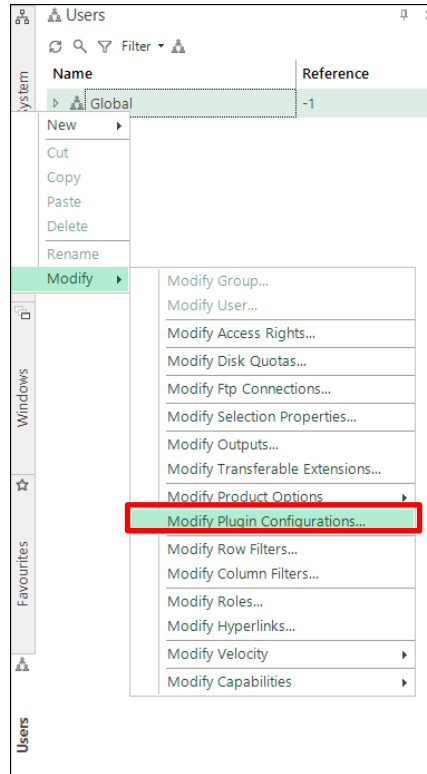 Users
Filter
Name Reference
Global -1
New
Cut
Copy
Paste
Delete
Rename
Modify
Modify Group...
Modify User...
Modify Access Rights...
Modify Disk Quotas...
Modify Ftp Connections...
Modify Selection Properties...
Modify Outputs...
Modify Transferable Extensions...
Modify Product Options
Modify Plugin Configurations...
Modify Row Filters...
Modify Column Filters...
Modify Roles...
Modify Hyperlinks...
Modify Velocity
Modify Capabilities
System
Windows
Favourites
Users